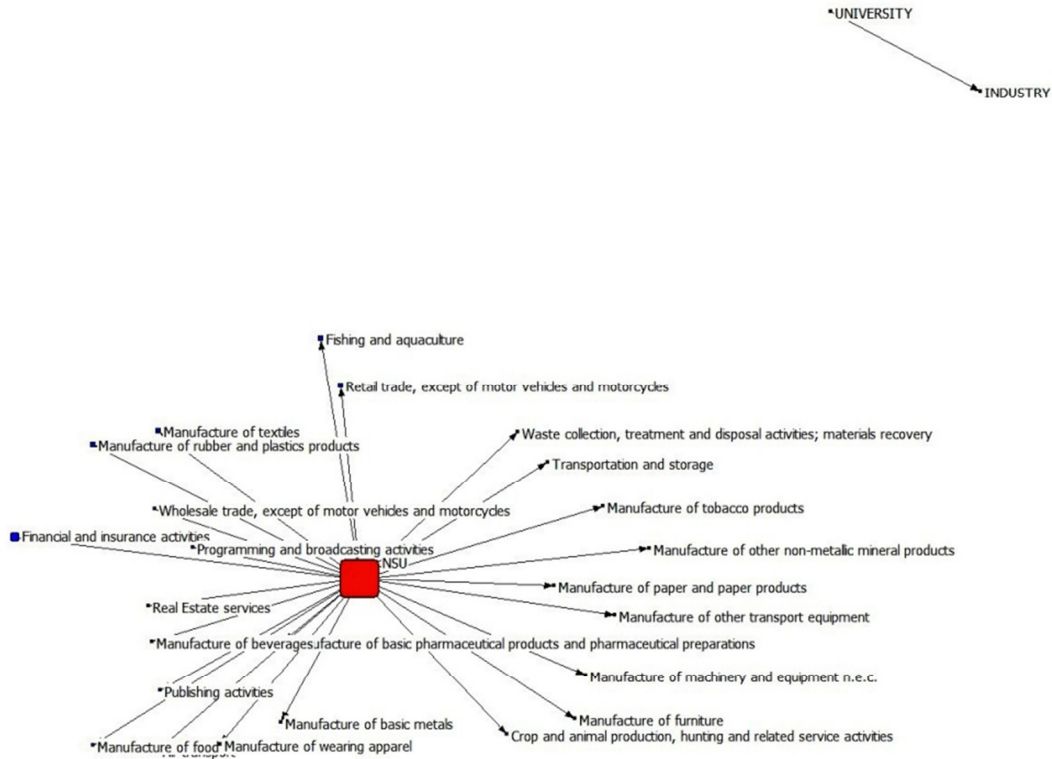 UNIVERSITY
INDUSTRY
Fishing and aquaculture
Retail trade, except of motor vehicles and motorcycles
Manufacture of textiles
Waste collection, treatment and disposal activities; materials recovery
Manufacture of rubber and plastics products
Transportation and storage
Wholesale trade, except of motor vehicles and motorcycles
Manufacture of tobacco products
Financial and insurance activities
Programming and broadcasting activities
Manufacture of other non-metallic mineral products
NSU
Manufacture of paper and paper products
Real Estate services
Manufacture of other transport equipment
Manufacture of beverages
of basic pharmaceutical products and pharmaceutical preparations
Manufacture of machinery and equipment n.e.c.
Publishing activities
Manufacture of furniture
Manufacture of basic metals
Crop and animal production, hunting and related service activities
Manufacture of food
Manufacture of wearing apparel